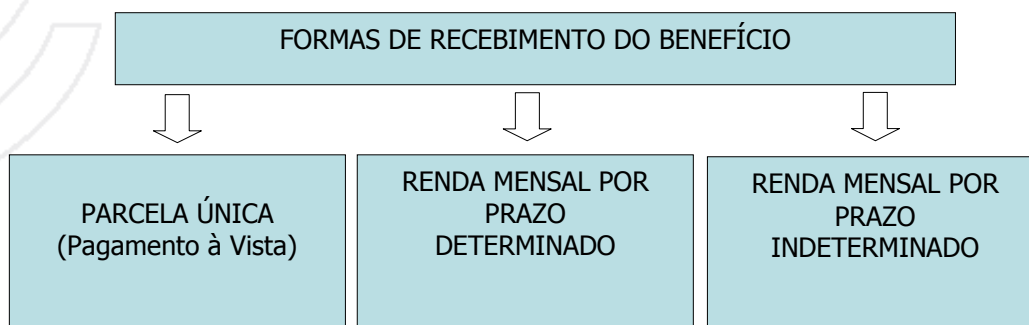 FORMAS DE RECEBIMENTO DO BENEFÍCIO
PARCELA ÚNICA
(Pagamento à Vista)
RENDA MENSAL POR
PRAZO
DETERMINADO
RENDA MENSAL POR
PRAZO
INDETERMINADO